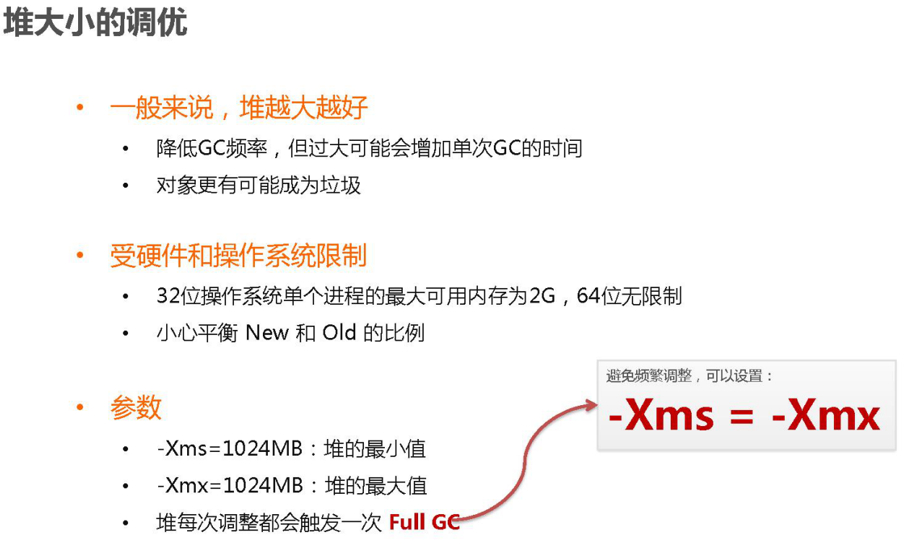 堆大小的调优
• 一般来说，堆越大越好
• 降低GC频率，但过大可能会增加单次GC的时间
• 对象更有可能成为垃圾
• 受硬件和操作系统限制
• 32位操作系统单个进程的最大可用内存为2G，64位无限制
• 小心平衡 New 和 Old 的比例
• 参数
• -Xms=1024MB：堆的最小值
• -Xmx=1024MB：堆的最大值
• 堆每次调整都会触发一次 Full GC
避免频繁调整，可以设置：
-Xms = -Xmx